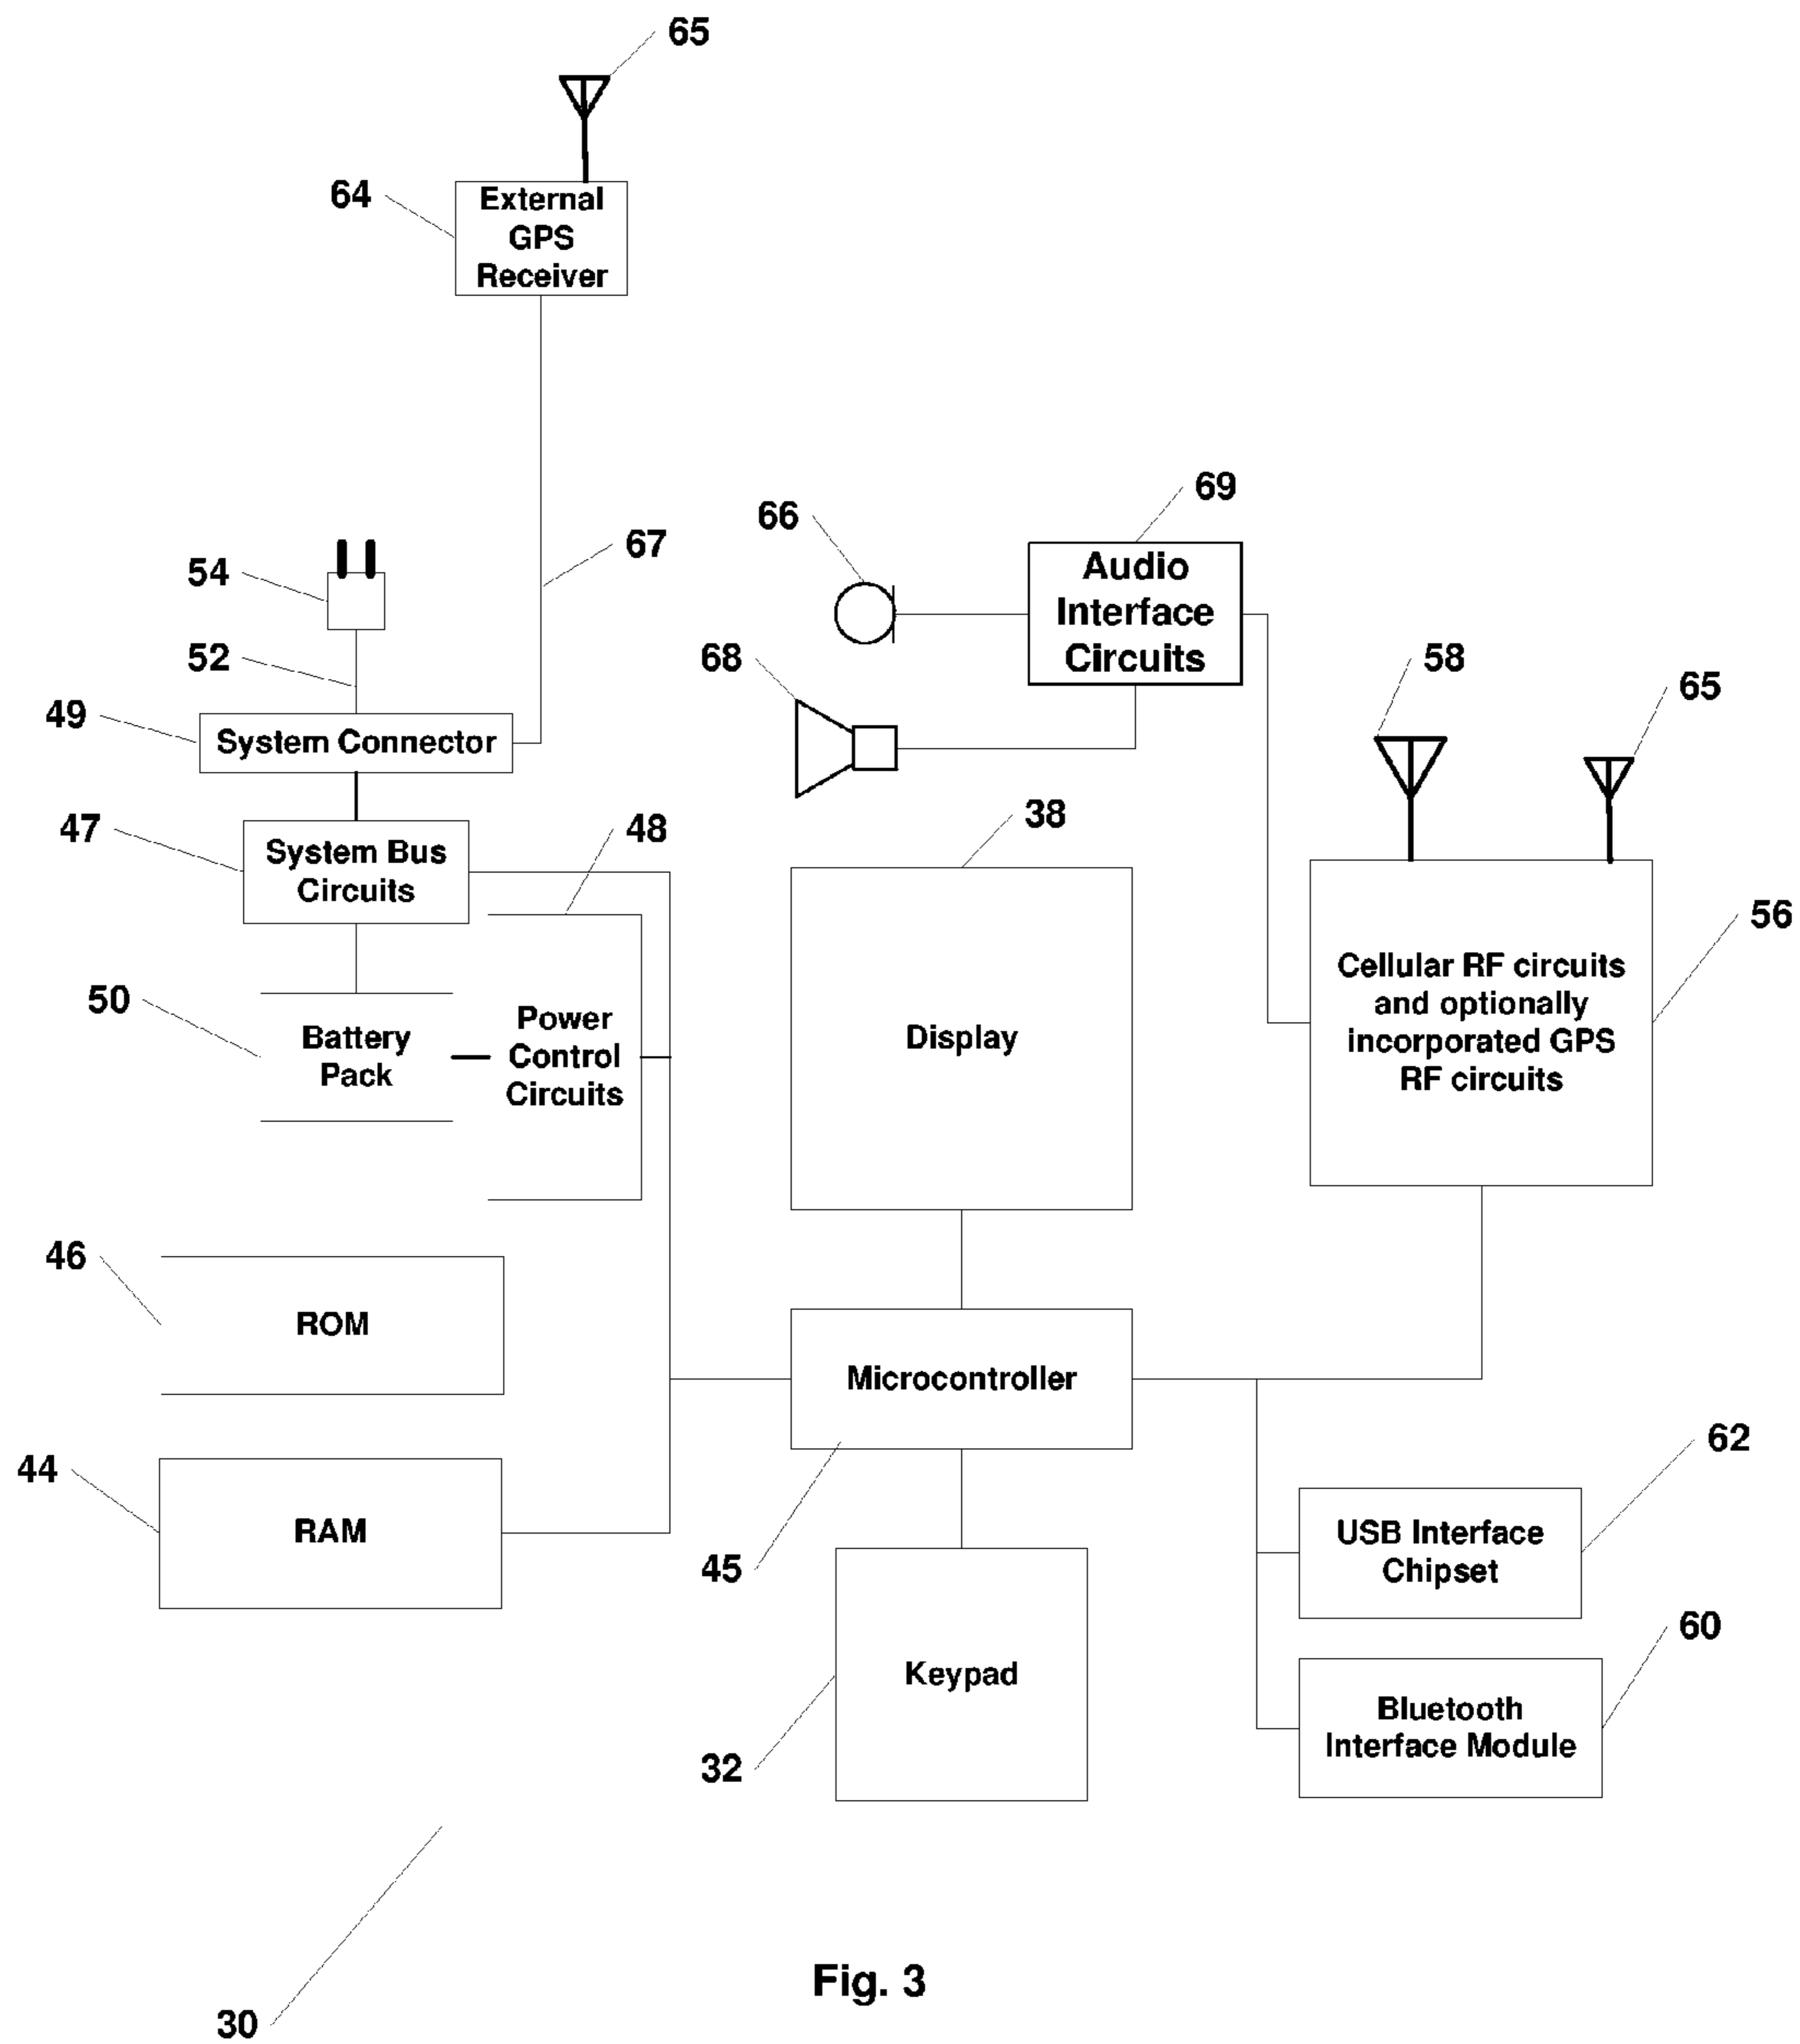 65
64
External
GPS
Receiver
67
54
52
49
System Connector
47
System Bus
Circuits
48
50
Battery
Pack
Power
Control
Circuits
46
ROM
44
RAM
66
69
Audio
Interface
Circuits
68
58
65
38
Display
56
Cellular RF circuits
and optionally
incorporated GPS
RF circuits
Microcontroller
45
62
USB Interface
Chipset
60
Bluetooth
Interface Module
Keypad
32
30
Fig. 3